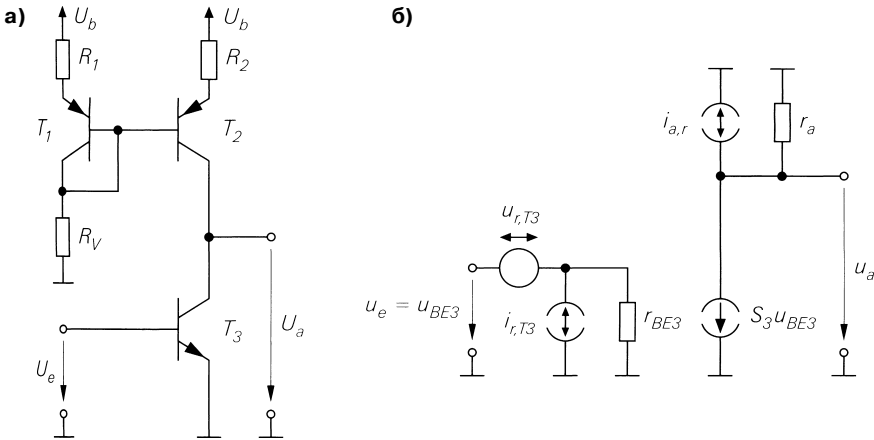 а)
U_b
U_b
R_1
R_2
T_1
T_2
R_V
T_3
U_e
U_a
б)
i_{a,r}
r_a
u_{r,T3}
u_e = u_{BE3}
i_{r,T3}
r_{BE3}
S_3 u_{BE3}
u_a